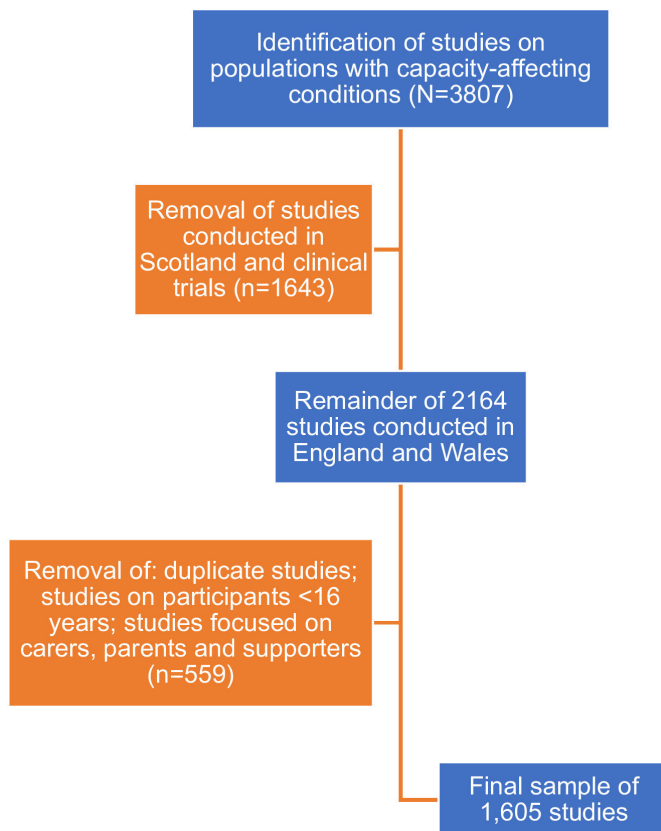 Identification of studies on
populations with capacity-affecting
conditions (N=3807)
Removal of studies
conducted in
Scotland and clinical
trials (n=1643)
Remainder of 2164
studies conducted in
England and Wales
Removal of: duplicate studies;
studies on participants <16
years; studies focused on
carers, parents and supporters
(n=559)
Final sample of
1,605 studies